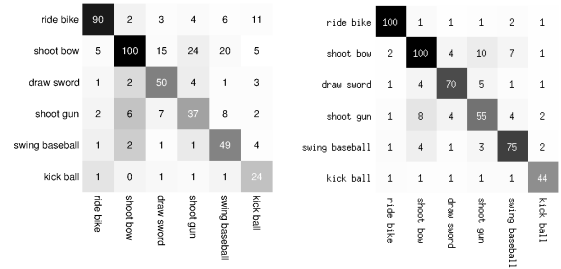 ride bike 90 2 3 4 6 11
shoot bow 5 100 15 24 20 5
draw sword 1 2 50 4 1 3
shoot gun 2 6 7 37 8 2
swing baseball 1 2 1 1 49 4
kick ball 1 0 1 1 1 24
ride bike
shoot bow
draw sword
shoot gun
swing baseball
kick ball
ride bike 100 1 1 1 2 1
shoot bow 2 100 4 10 7 1
draw sword 1 4 70 5 1 1
shoot gun 1 8 4 55 4 2
swing baseball 1 4 1 3 75 2
kick ball 1 1 1 1 1 44
ride bike
shoot bow
draw sword
shoot gun
swing baseball
kick ball